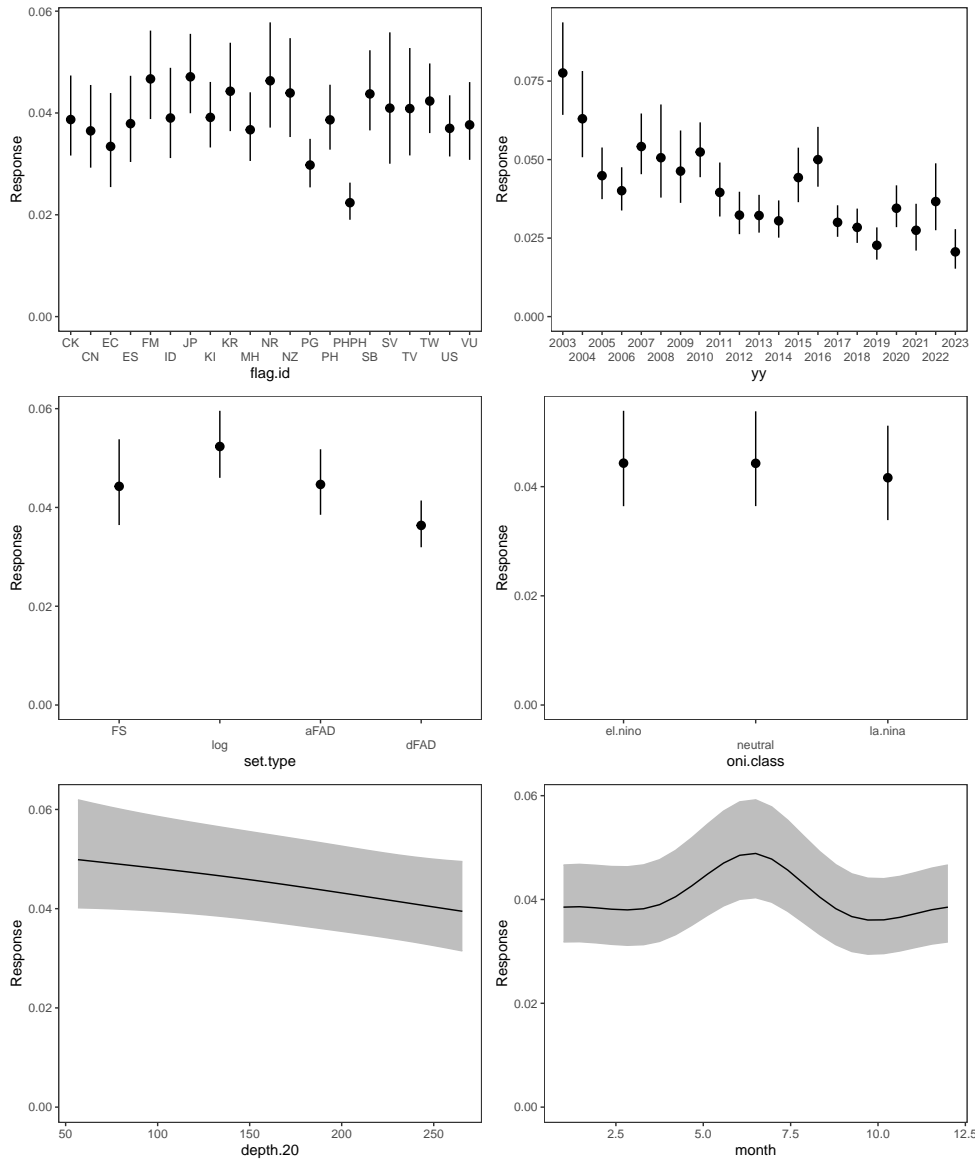 0.06
0.04
0.02
0.00
Response
CK EC FM JP KR NR PG PHPH SV TW VU
CN ES ID KI MH NZ PH SB TV US
flag.id
0.075
0.050
0.025
0.000
Response
2003 2005 2007 2009 2011 2013 2015 2017 2019 2021 2023
2004 2006 2008 2010 2012 2014 2016 2018 2020 2022
yy
0.06
0.04
0.02
0.00
Response
FS aFAD
log dFAD
set.type
0.04
0.02
0.00
Response
el.nino la.nina
neutral
oni.class
0.06
0.04
0.02
0.00
Response
50 100 150 200 250
depth.20
0.06
0.04
0.02
0.00
Response
2.5 5.0 7.5 10.0 12.5
month